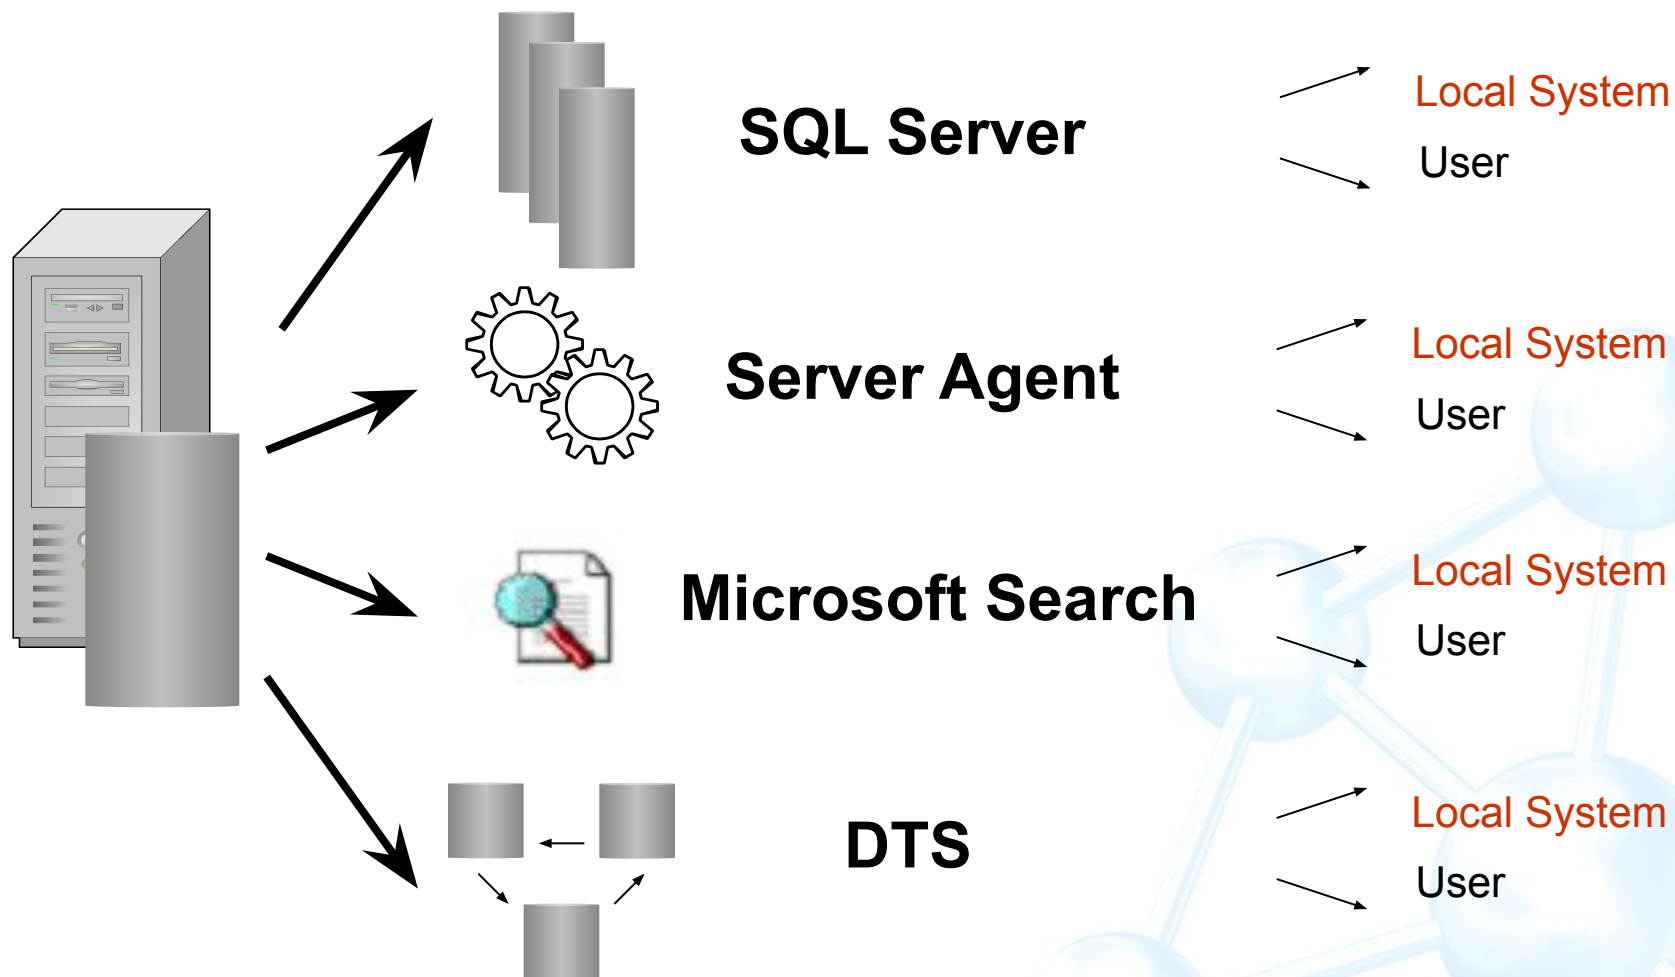 SQL Server
Local System
User
Server Agent
Local System
User
Microsoft Search
Local System
User
DTS
Local System
User